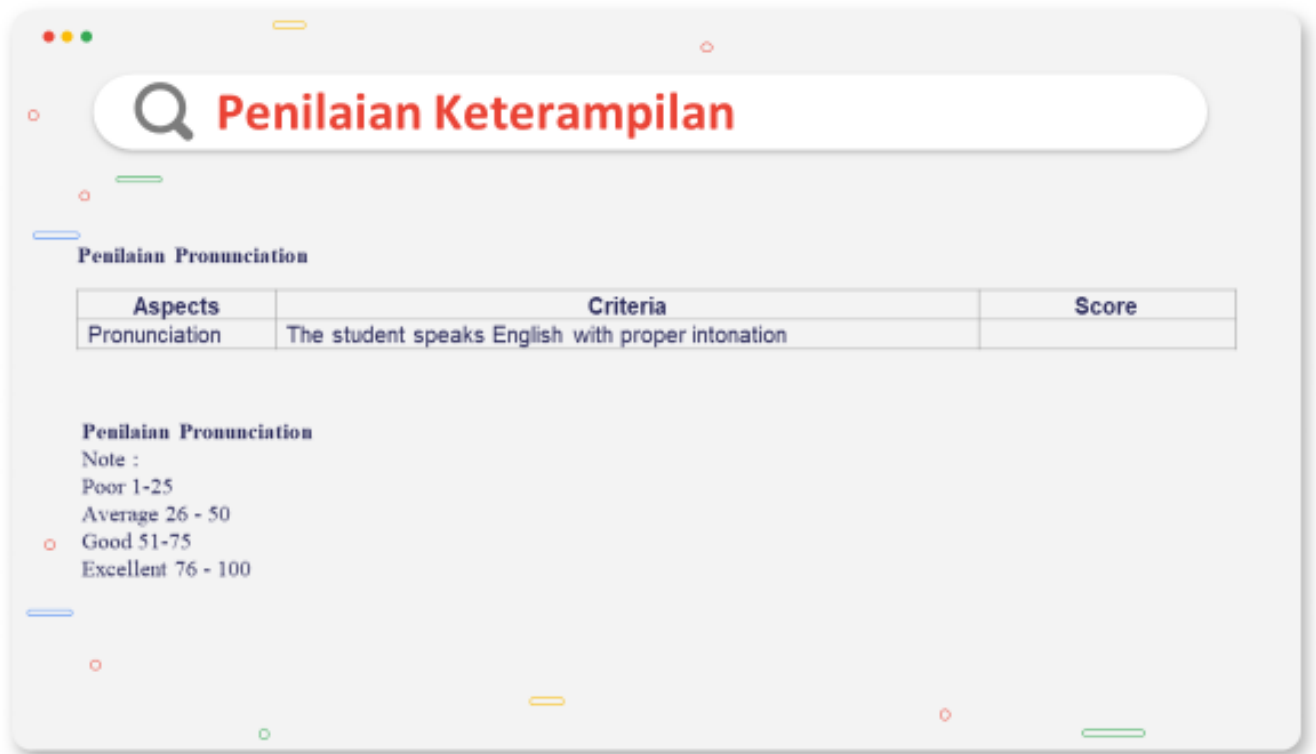 Penilaian Keterampilan
Penilaian Pronunciation
Aspects Criteria Score
Pronunciation The student speaks English with proper intonation
Penilaian Pronunciation
Note :
Poor 1-25
Average 26 - 50
Good 51-75
Excellent 76 - 100